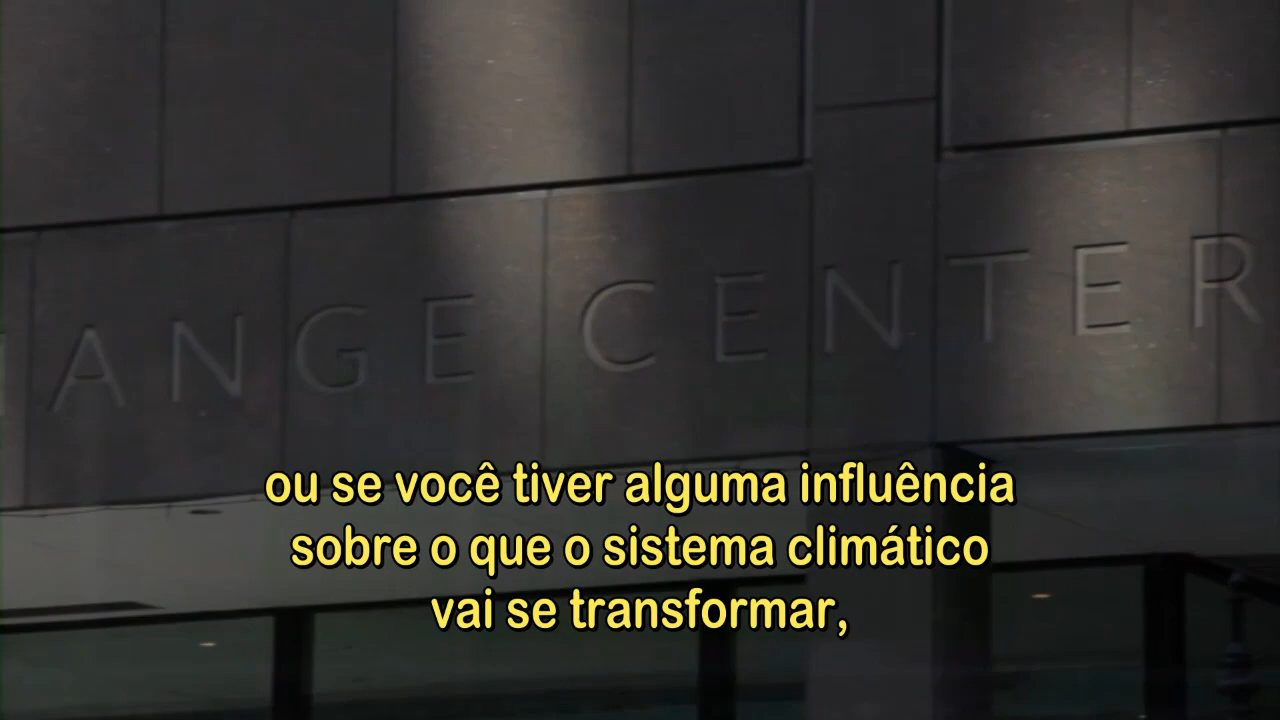 ANGE CENTER
ou se você tiver alguma influência
sobre o que o sistema climático
vai se transformar,